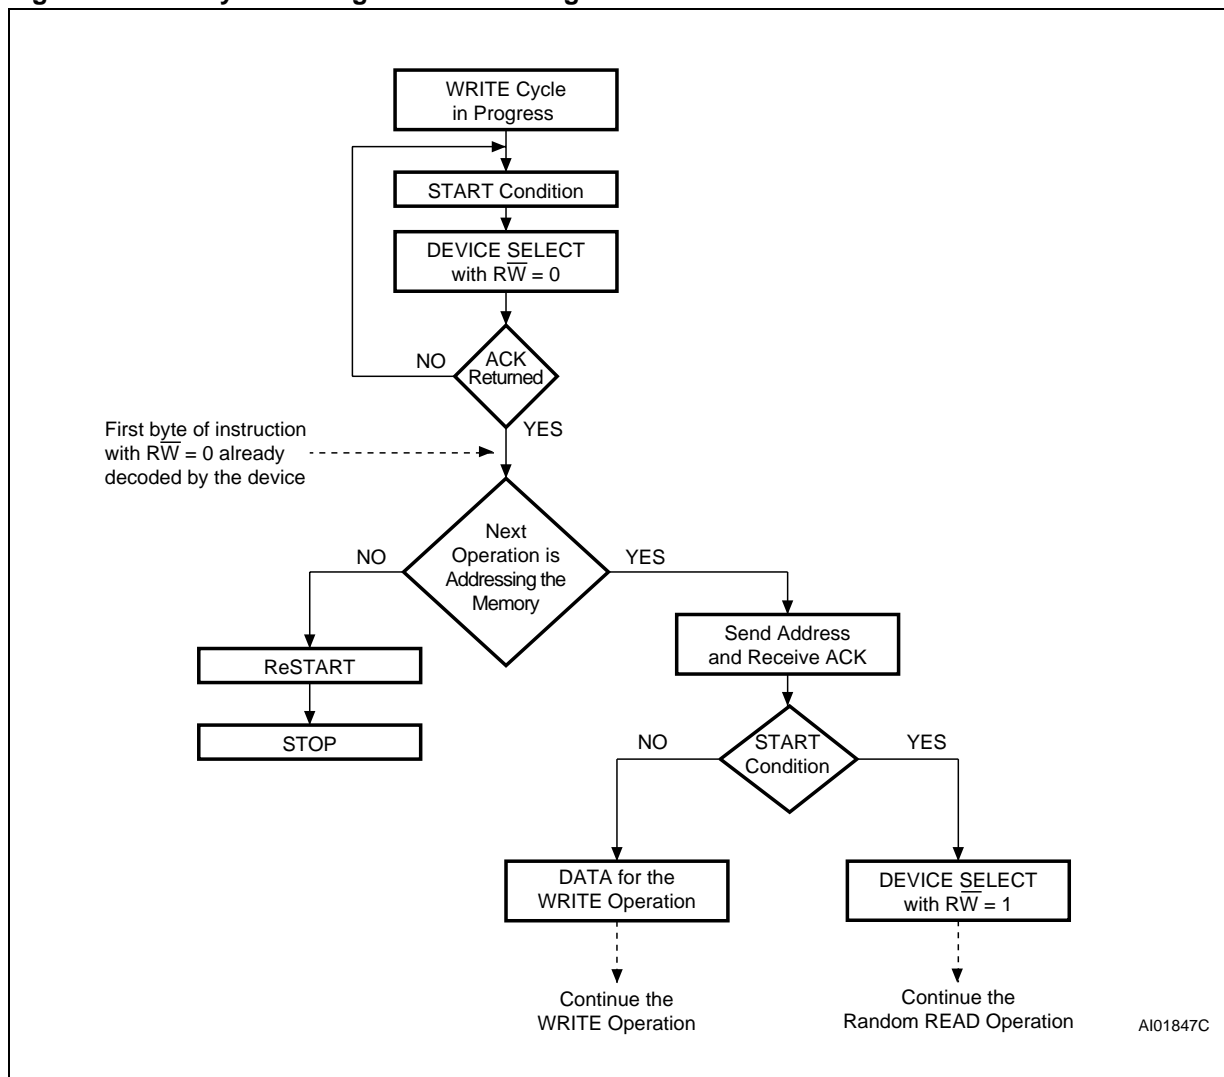 WRITE Cycle
in Progress
START Condition
DEVICE SELECT
with RW̅ = 0
NO
ACK
Returned
YES
First byte of instruction
with RW̅ = 0 already
decoded by the device
NO
Next
Operation is
Addressing the
Memory
YES
Send Address
and Receive ACK
ReSTART
STOP
NO
START
Condition
YES
DATA for the
WRITE Operation
DEVICE SELECT
with RW̅ = 1
Continue the
WRITE Operation
Continue the
Random READ Operation
AI01847C